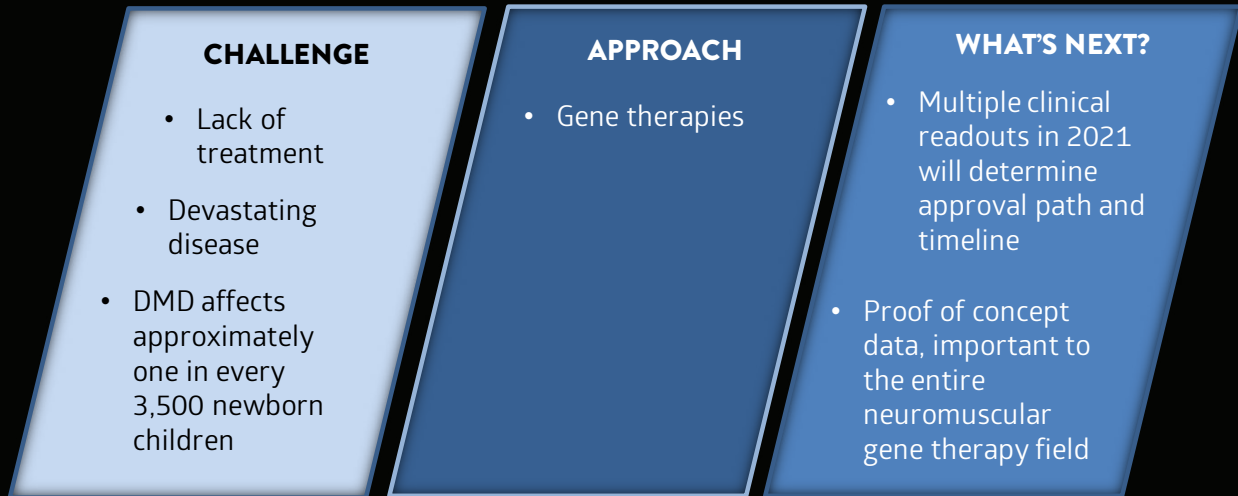 CHALLENGE
• Lack of
treatment
• Devastating
disease
• DMD affects
approximately
one in every
3,500 newborn
children
APPROACH
• Gene therapies
WHAT'S NEXT?
• Multiple clinical
readouts in 2021
will determine
approval path and
timeline
• Proof of concept
data, important to
the entire
neuromuscular
gene therapy field